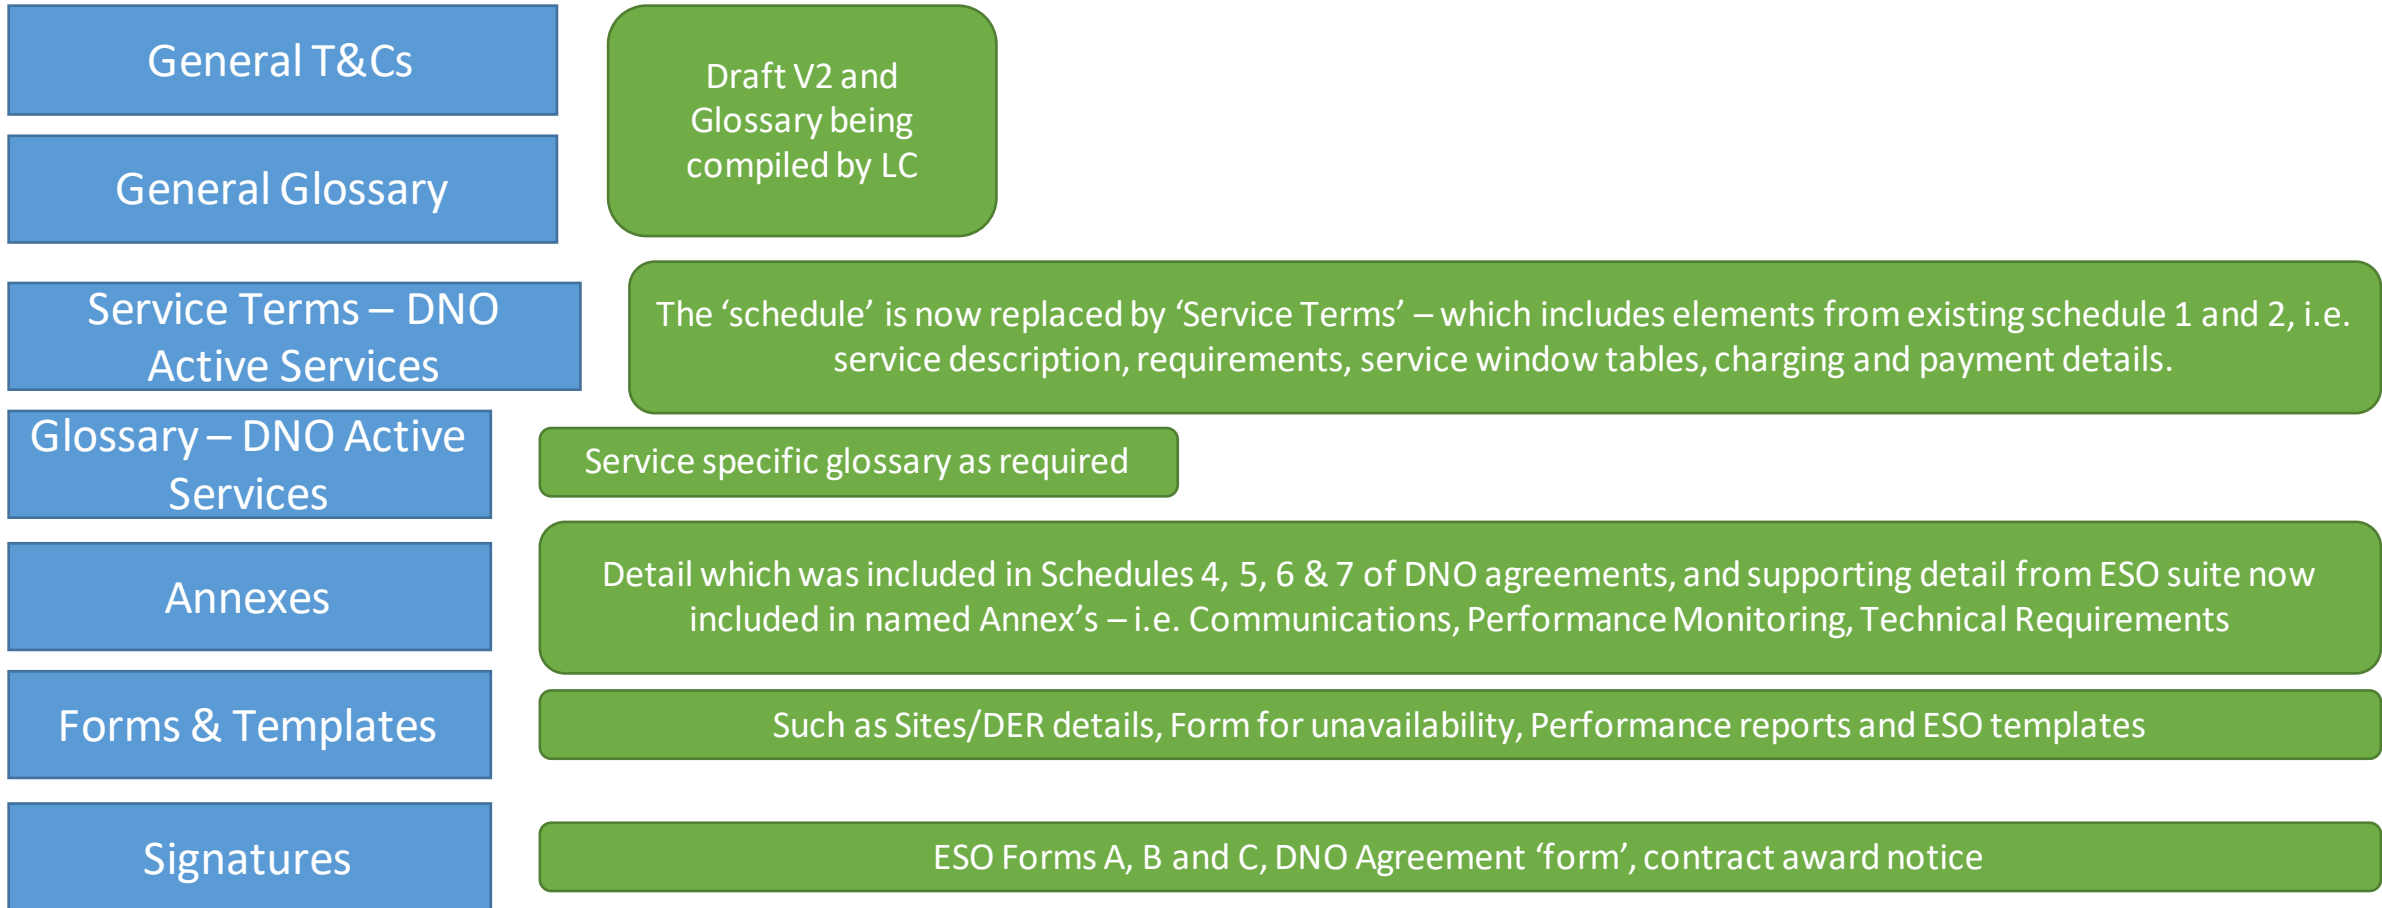 General T&Cs
Draft V2 and
Glossary being
compiled by LC
General Glossary
Service Terms – DNO
Active Services
The ‘schedule’ is now replaced by ‘Service Terms’ – which includes elements from existing schedule 1 and 2, i.e.
service description, requirements, service window tables, charging and payment details.
Glossary – DNO Active
Services
Service specific glossary as required
Annexes
Detail which was included in Schedules 4, 5, 6 & 7 of DNO agreements, and supporting detail from ESO suite now
included in named Annex’s – i.e. Communications, Performance Monitoring, Technical Requirements
Forms & Templates
Such as Sites/DER details, Form for unavailability, Performance reports and ESO templates
Signatures
ESO Forms A, B and C, DNO Agreement ‘form’, contract award notice